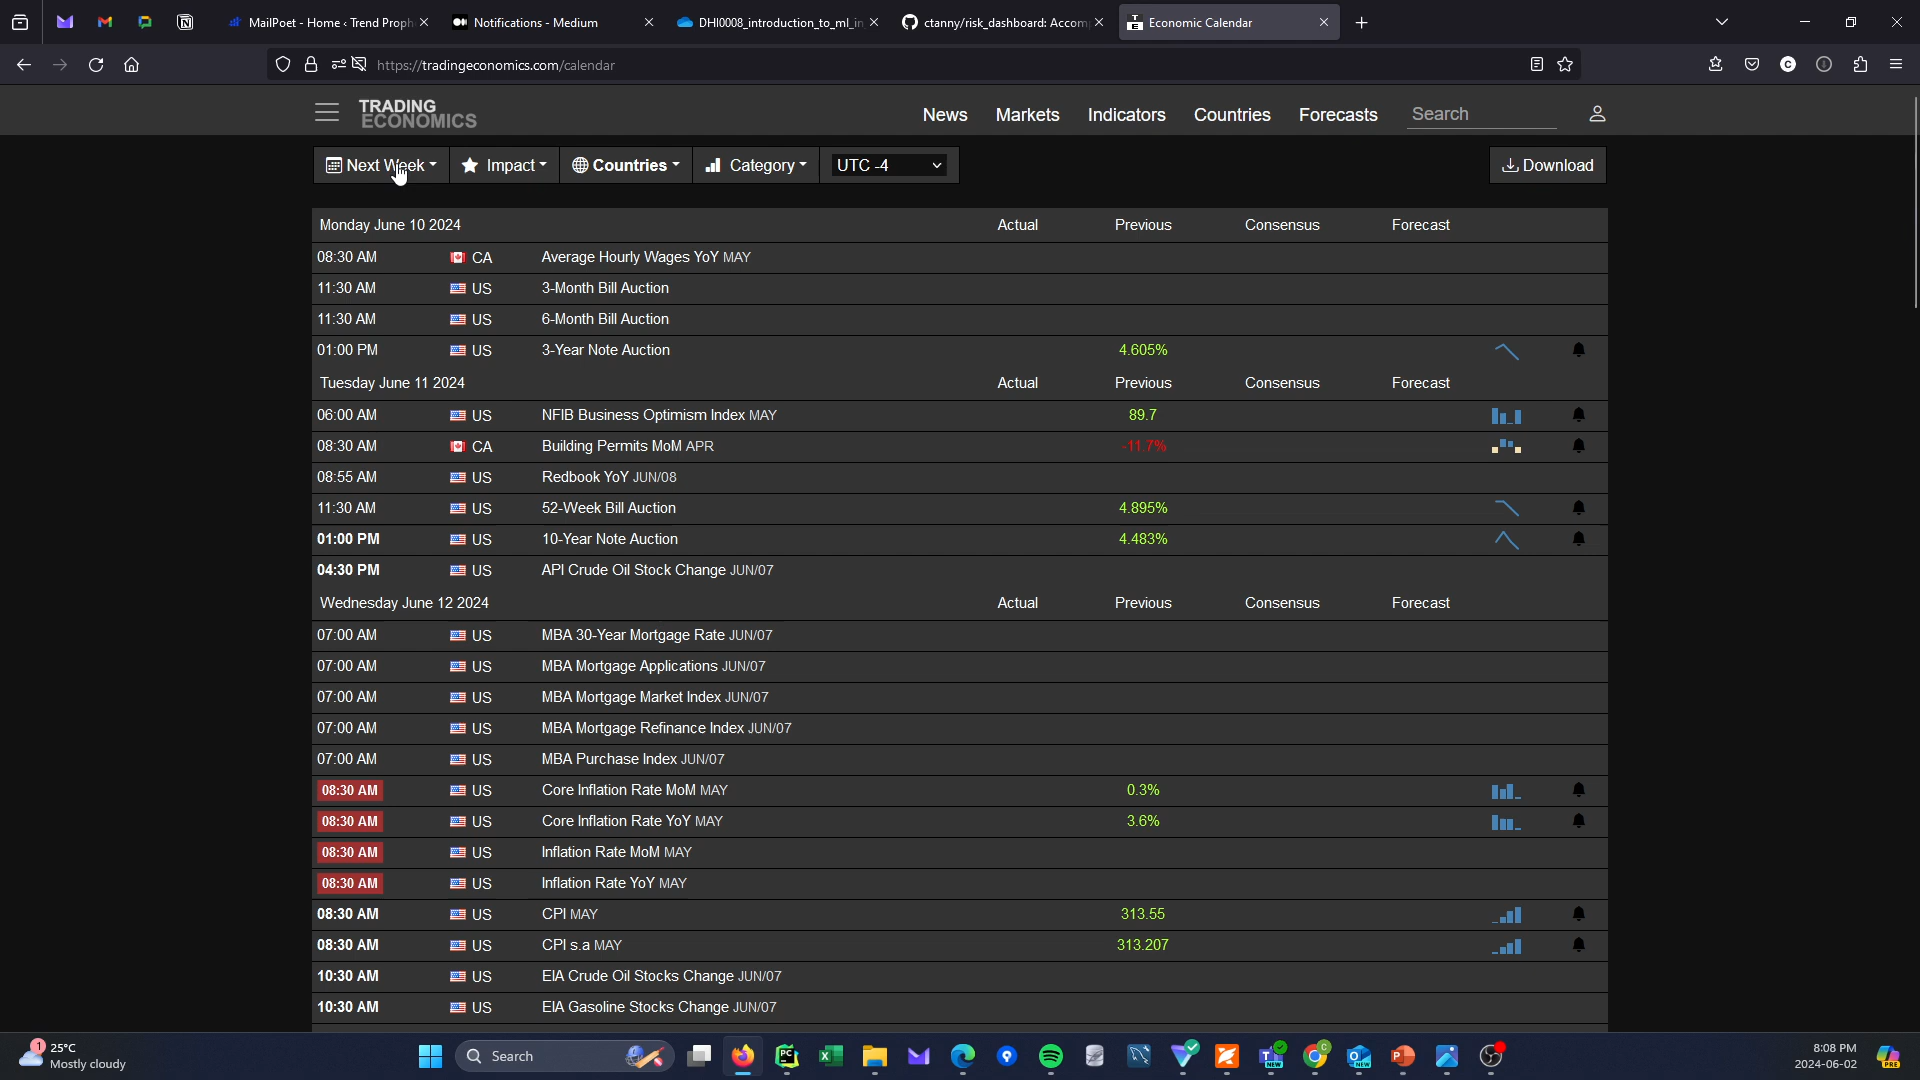 MailPoet - Home ‹ Trend Proph
Notifications - Medium
DHI0008_introduction_to_ml_in
ctanny/risk_dashboard: Accom
Economic Calendar
https://tradingeconomics.com/calendar
TRADING
ECONOMICS
News Markets Indicators Countries Forecasts Search
Next Week Impact Countries Category UTC -4 Download
Monday June 10 2024 Actual Previous Consensus Forecast
08:30 AM CA Average Hourly Wages YoY MAY
11:30 AM US 3-Month Bill Auction
11:30 AM US 6-Month Bill Auction
01:00 PM US 3-Year Note Auction 4.605%
Tuesday June 11 2024 Actual Previous Consensus Forecast
06:00 AM US NFIB Business Optimism Index MAY 89.7
08:30 AM CA Building Permits MoM APR -11.7%
08:55 AM US Redbook YoY JUN/08
11:30 AM US 52-Week Bill Auction 4.895%
01:00 PM US 10-Year Note Auction 4.483%
04:30 PM US API Crude Oil Stock Change JUN/07
Wednesday June 12 2024 Actual Previous Consensus Forecast
07:00 AM US MBA 30-Year Mortgage Rate JUN/07
07:00 AM US MBA Mortgage Applications JUN/07
07:00 AM US MBA Mortgage Market Index JUN/07
07:00 AM US MBA Mortgage Refinance Index JUN/07
07:00 AM US MBA Purchase Index JUN/07
08:30 AM US Core Inflation Rate MoM MAY 0.3%
08:30 AM US Core Inflation Rate YoY MAY 3.6%
08:30 AM US Inflation Rate MoM MAY
08:30 AM US Inflation Rate YoY MAY
08:30 AM US CPI MAY 313.55
08:30 AM US CPI s.a MAY 313.207
10:30 AM US EIA Crude Oil Stocks Change JUN/07
10:30 AM US EIA Gasoline Stocks Change JUN/07
1
25°C
Mostly cloudy
Search
8:08 PM
2024-06-02